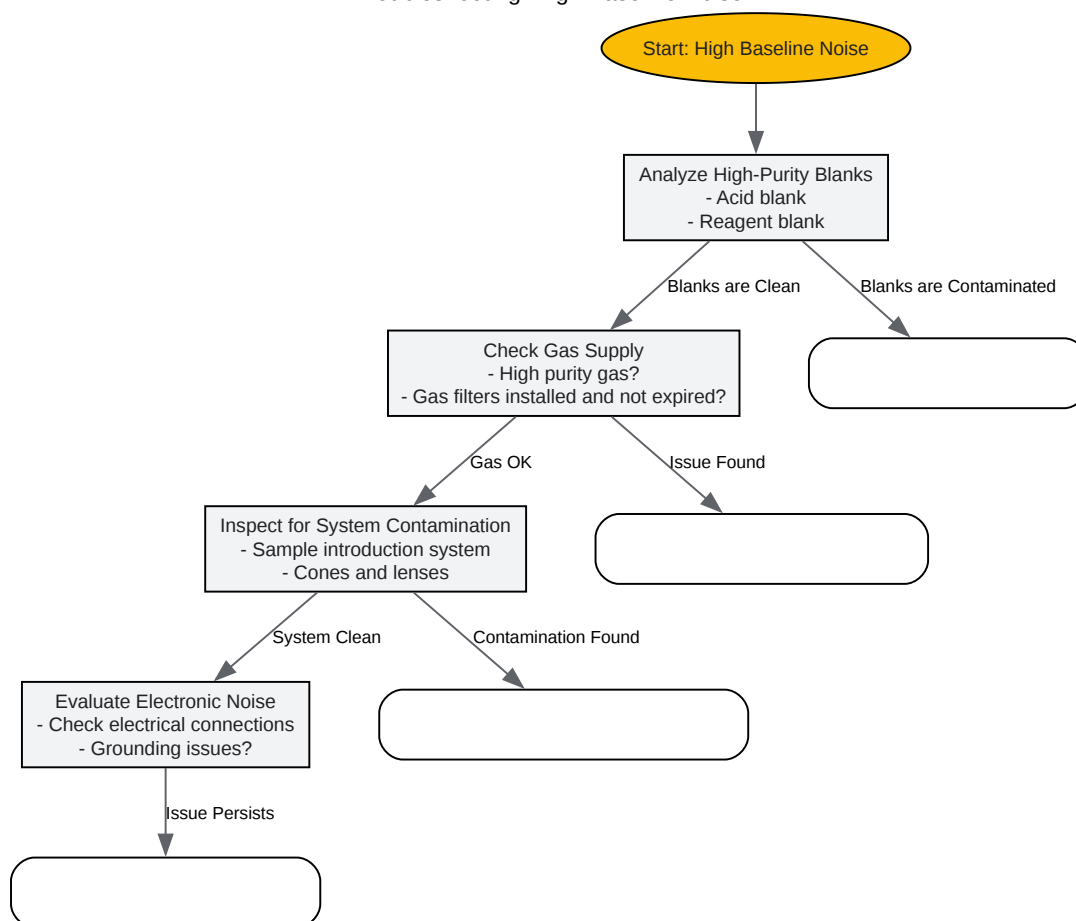 Start: High Baseline Noise
Analyze High-Purity Blanks
- Acid blank
- Reagent blank
Blanks are Clean
Blanks are Contaminated
Check Gas Supply
- High purity gas?
- Gas filters installed and not expired?
Gas OK
Issue Found
Inspect for System Contamination
- Sample introduction system
- Cones and lenses
System Clean
Contamination Found
Evaluate Electronic Noise
- Check electrical connections
- Grounding issues?
Issue Persists